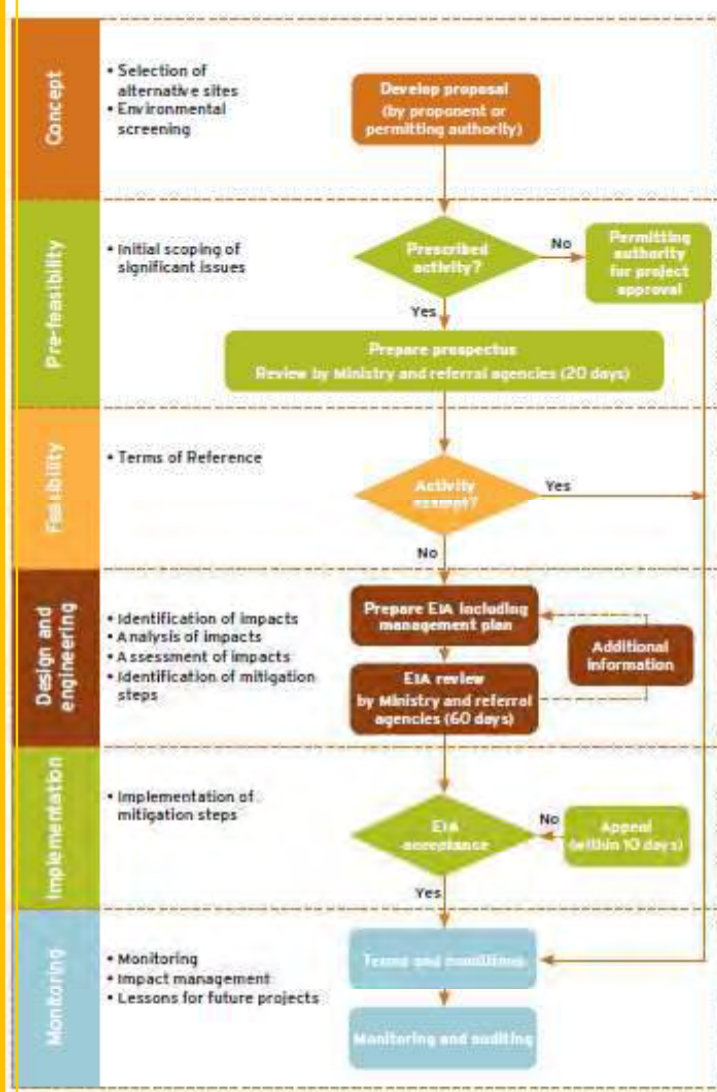 Concept
• Selection of
alternative sites
• Environmental
screening
Develop proposal
(by proponent or
permitting authority)
Pre-feasibility
• Initial scoping of
significant issues
Prescribed
activity?
No
Permitting
authority
for project
approval
Yes
Prepare prospectus
Review by Ministry and referral agencies (20 days)
Feasibility
• Terms of Reference
Activity
exempt?
Yes
No
Design and
engineering
• Identification of impacts
• Analysis of impacts
• Assessment of impacts
• Identification of mitigation
steps
Prepare EIA including
management plan
Additional
information
EIA review
by Ministry and referral
agencies (60 days)
Implementation
• Implementation of
mitigation steps
EIA
acceptance
No
Appeal
(within 10 days)
Yes
Monitoring
• Monitoring
• Impact management
• Lessons for future projects
Terms and conditions
Monitoring and auditing